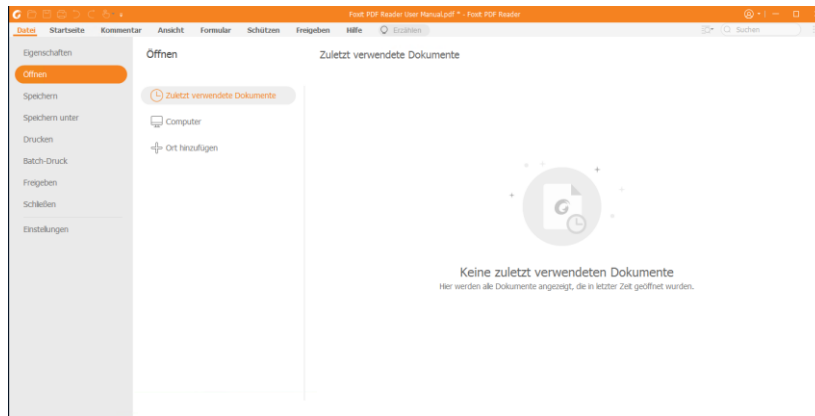 Foxit PDF Reader User Manual.pdf * - Foxit PDF Reader
Datei Startseite Kommentar Ansicht Formular Schützen Freigeben Hilfe Erzählen Suchen
Eigenschaften
Öffnen
Speichern
Speichern unter
Drucken
Batch-Druck
Freigeben
Schließen
Einstellungen
Öffnen
Zuletzt verwendete Dokumente
Computer
Ort hinzufügen
Zuletzt verwendete Dokumente
Keine zuletzt verwendeten Dokumente
Hier werden alle Dokumente angezeigt, die in letzter Zeit geöffnet wurden.